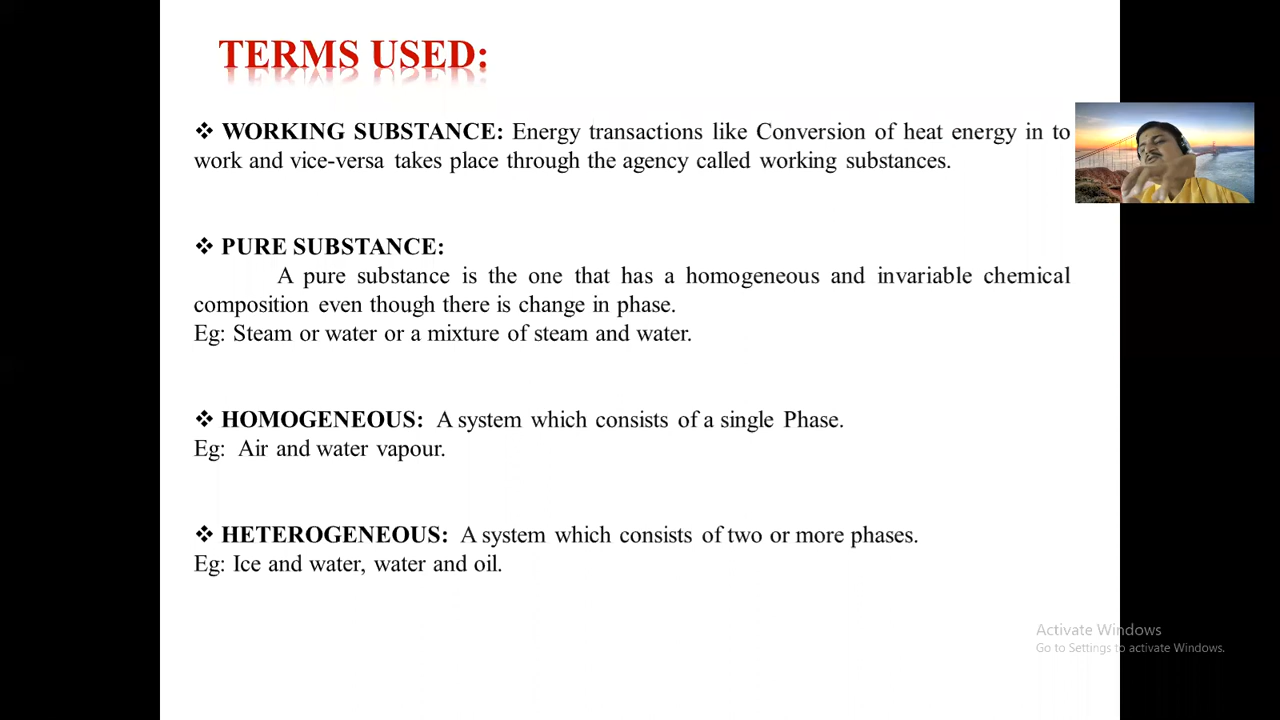 TERMS USED:
❖ WORKING SUBSTANCE: Energy transactions like Conversion of heat energy in to
work and vice-versa takes place through the agency called working substances.
❖ PURE SUBSTANCE:
A pure substance is the one that has a homogeneous and invariable chemical
composition even though there is change in phase.
Eg: Steam or water or a mixture of steam and water.
❖ HOMOGENEOUS: A system which consists of a single Phase.
Eg: Air and water vapour.
❖ HETEROGENEOUS: A system which consists of two or more phases.
Eg: Ice and water, water and oil.
Activate Windows
Go to Settings to activate Windows.